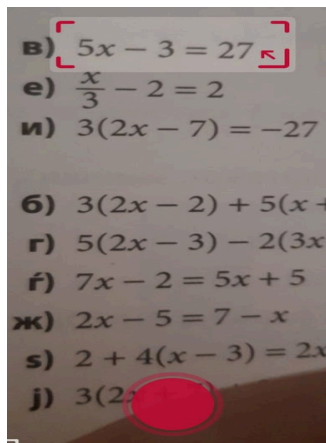 в) 5x − 3 = 27
е) x/3 − 2 = 2
и) 3(2x − 7) = −27
б) 3(2x − 2) + 5(x +
г) 5(2x − 3) − 2(3x
ѓ) 7x − 2 = 5x + 5
ж) 2x − 5 = 7 − x
ѕ) 2 + 4(x − 3) = 2x
ј) 3(2x